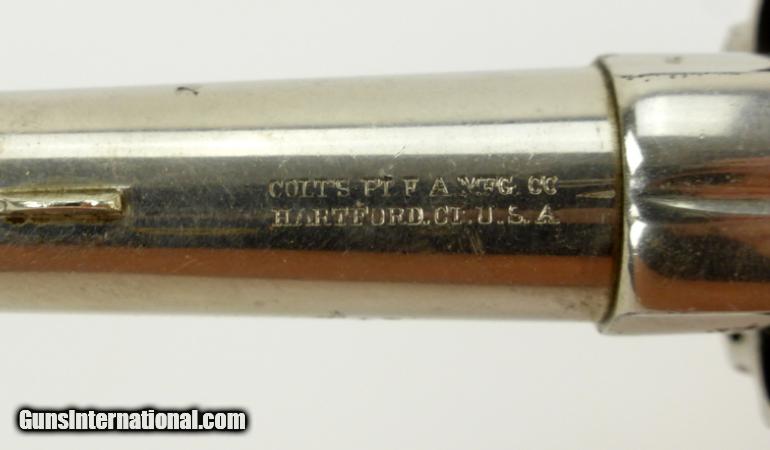 COLT'S PT F A MFG. CO
HARTFORD. CT. U.S.A.
GunsInternational.com